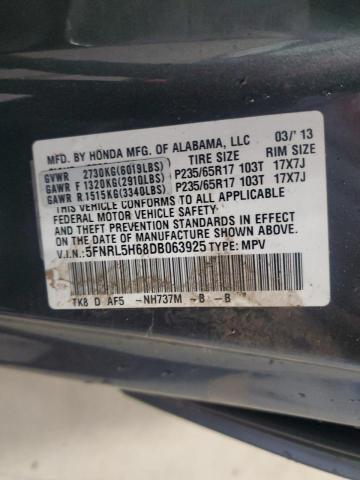 MFD. BY HONDA MFG. OF ALABAMA, LLC 03/'13
TIRE SIZE RIM SIZE
GVWR 2730KG(6019LBS)
GAWR F 1320KG(2910LBS) P235/65R17 103T 17X7J
GAWR R 1515KG(3340LBS) P235/65R17 103T 17X7J
THIS VEHICLE CONFORMS TO ALL APPLICABLE
FEDERAL MOTOR VEHICLE SAFETY AND
THEFT PREVENTION STANDARDS IN EFFECT ON
THE DATE OF MANUFACTURE SHOWN ABOVE.
V.I.N.: 5FNRL5H68DB063925 TYPE: MPV
TK8 D AF5 -NH737M -B -B